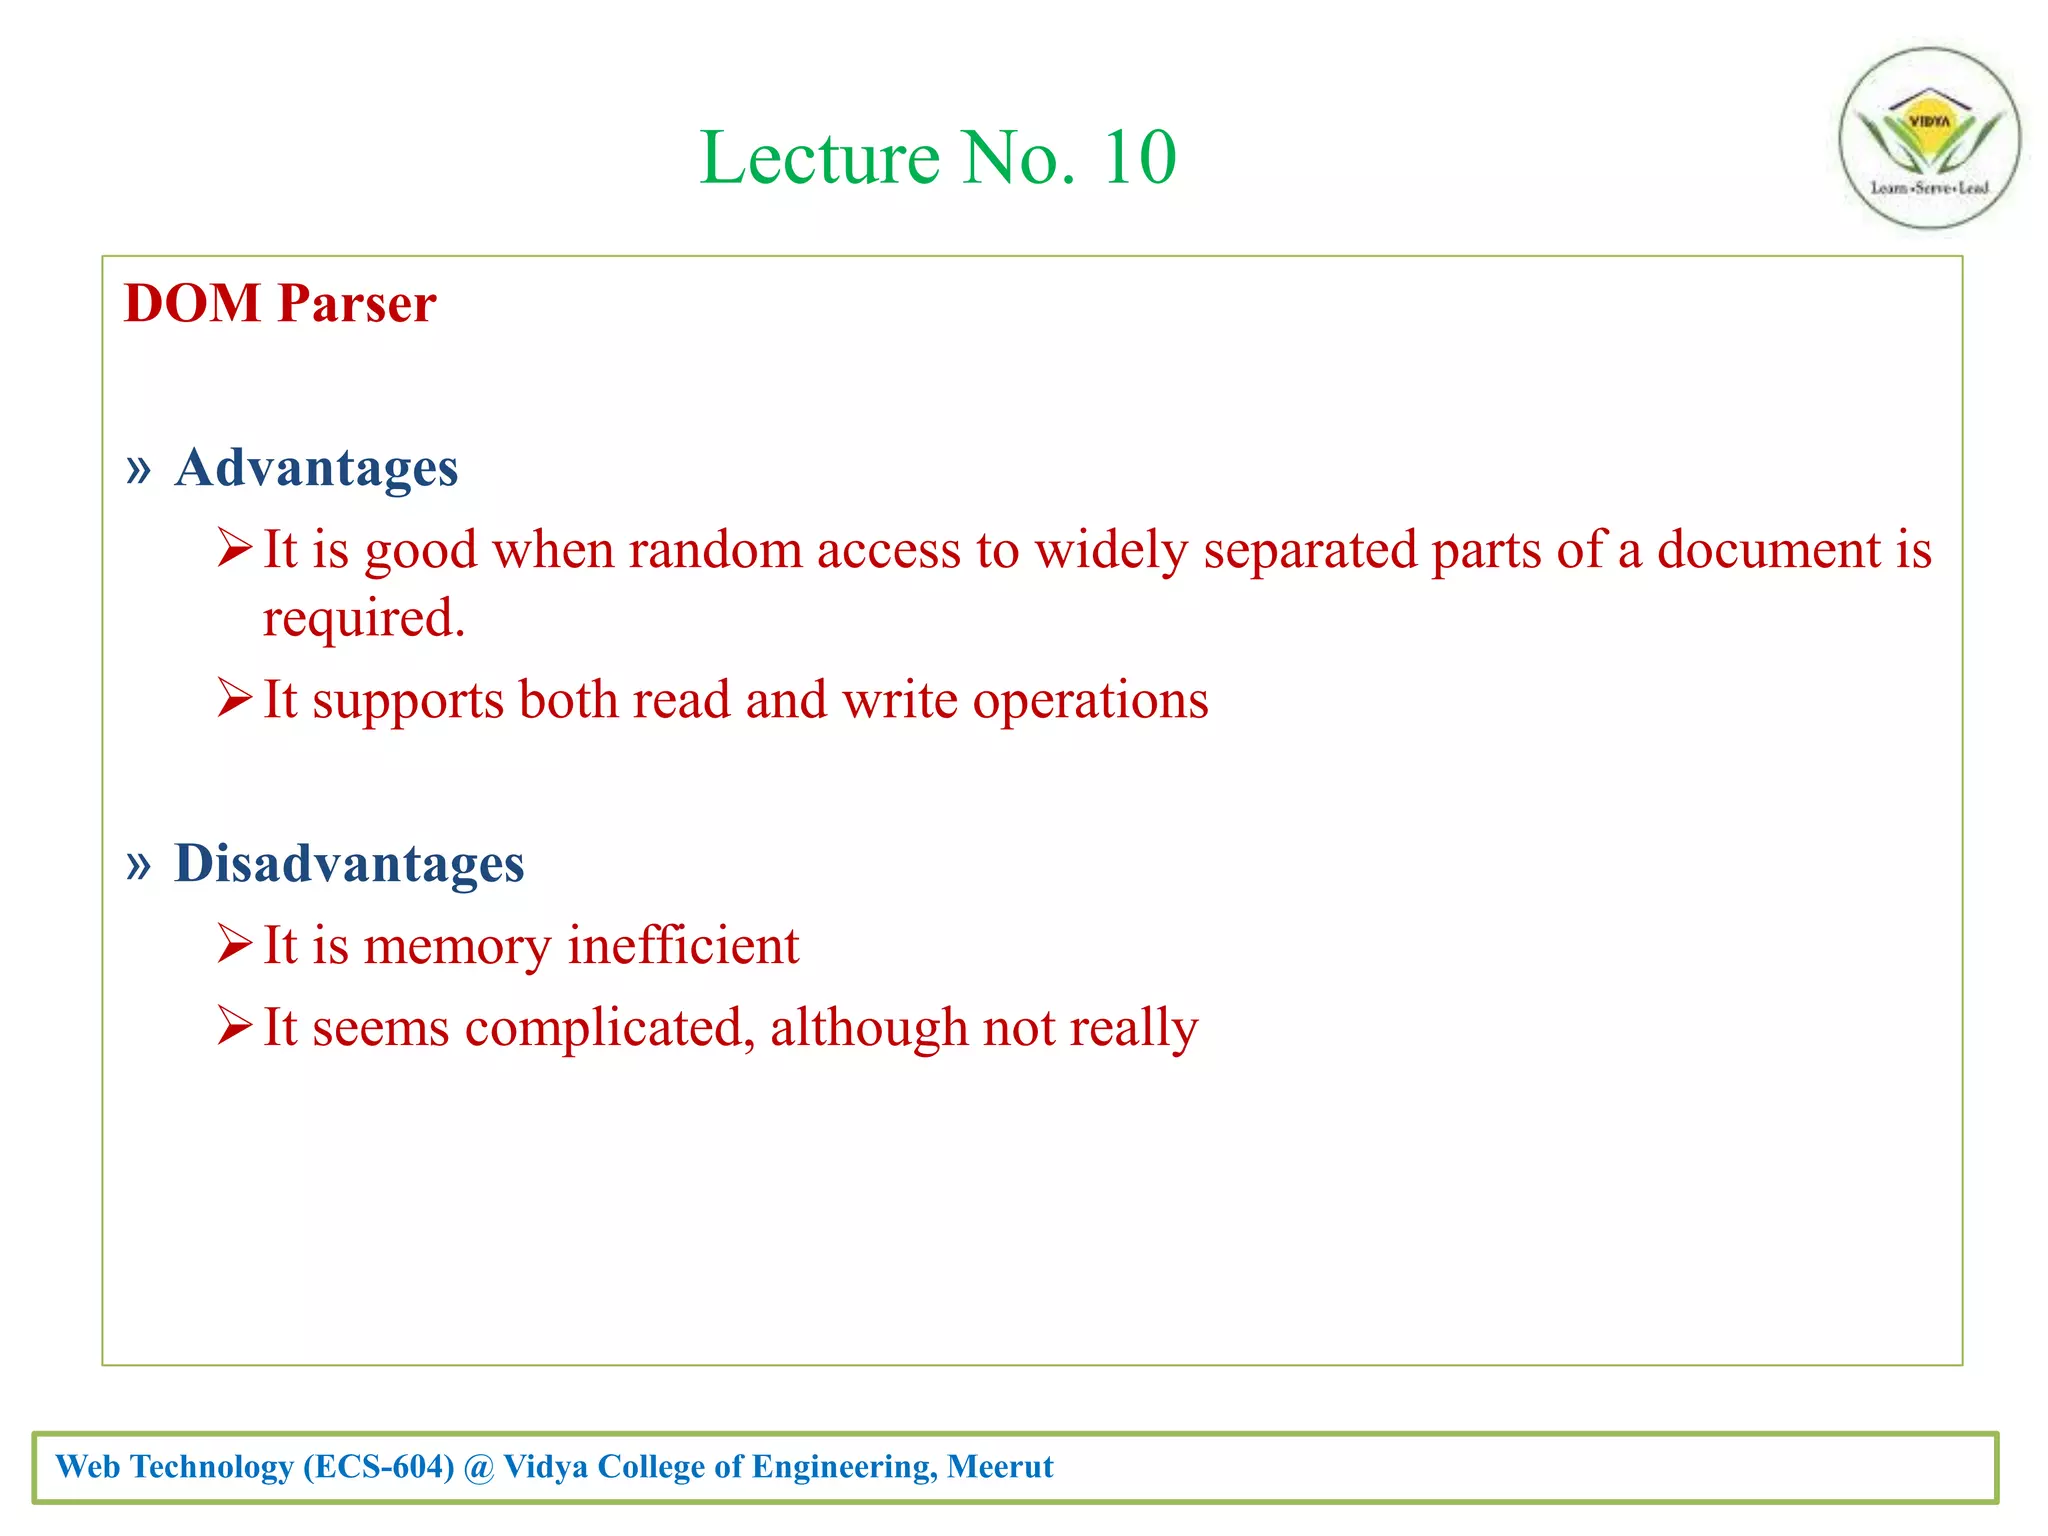 Lecture No. 10
VIDYA
Learn•Serve•Lead
DOM Parser
» Advantages
➢It is good when random access to widely separated parts of a document is
required.
➢It supports both read and write operations
» Disadvantages
➢It is memory inefficient
➢It seems complicated, although not really
Web Technology (ECS-604) @ Vidya College of Engineering, Meerut